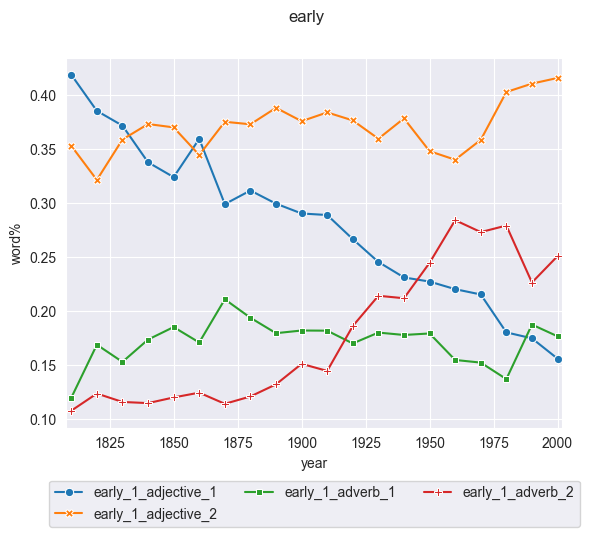 early
0.40
0.35
0.30
0.25
0.20
0.15
0.10
word%
1825 1850 1875 1900 1925 1950 1975 2000
year
early_1_adjective_1 early_1_adverb_1 early_1_adverb_2
early_1_adjective_2